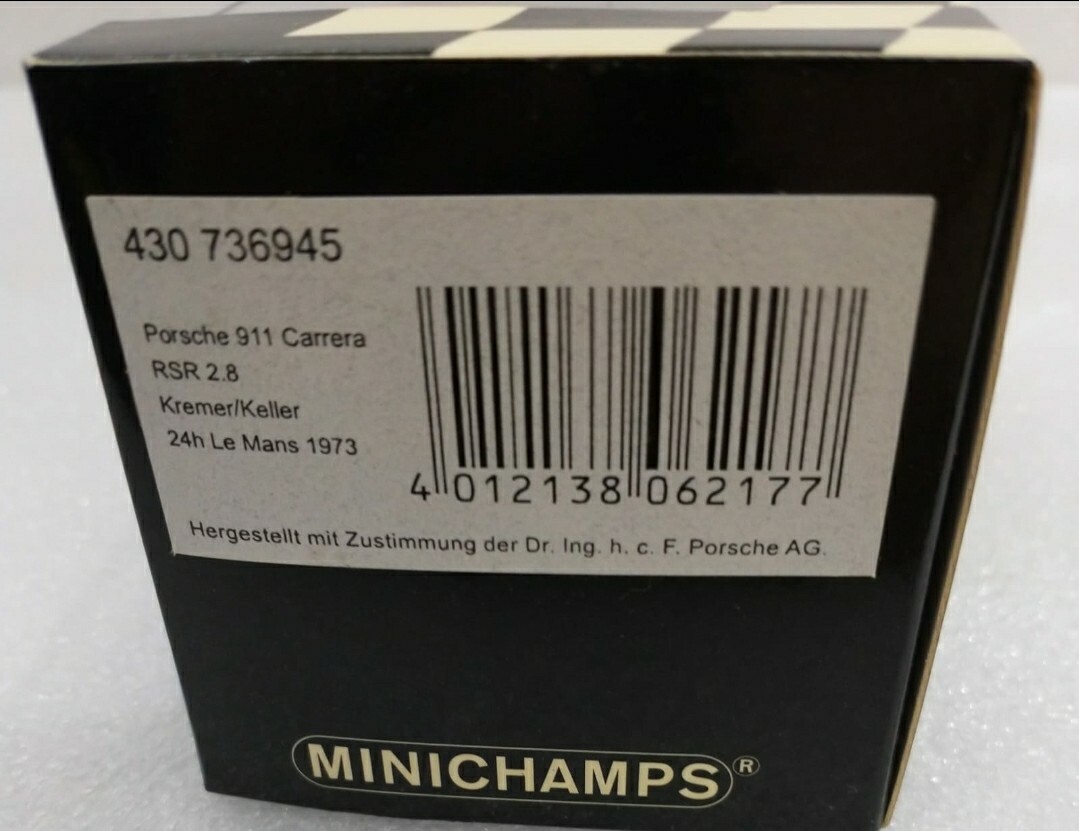 430 736945
Porsche 911 Carrera
RSR 2.8
Kremer/Keller
24h Le Mans 1973
4 012138 062177
Hergestellt mit Zustimmung der Dr. Ing. h. c. F. Porsche AG.
MINICHAMPS®